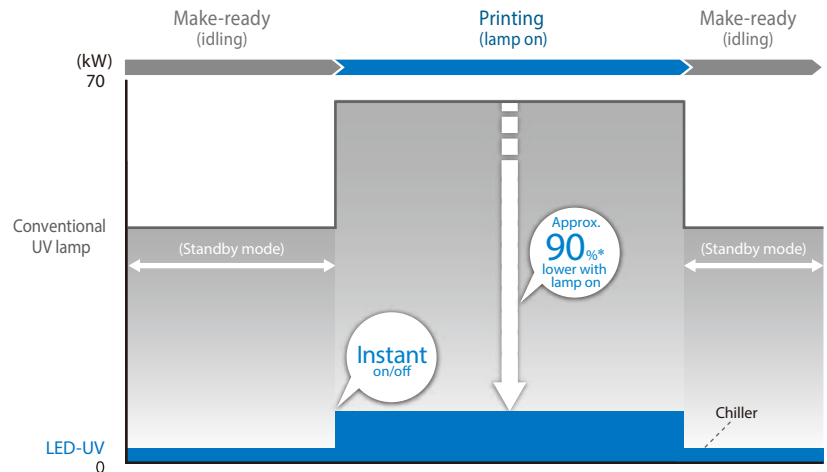 Make-ready
(idling)
Printing
(lamp on)
Make-ready
(idling)
(kW)
70
Conventional
UV lamp
(Standby mode)
Approx.
90%*
lower with
lamp on
(Standby mode)
Instant
on/off
Chiller
LED-UV
0